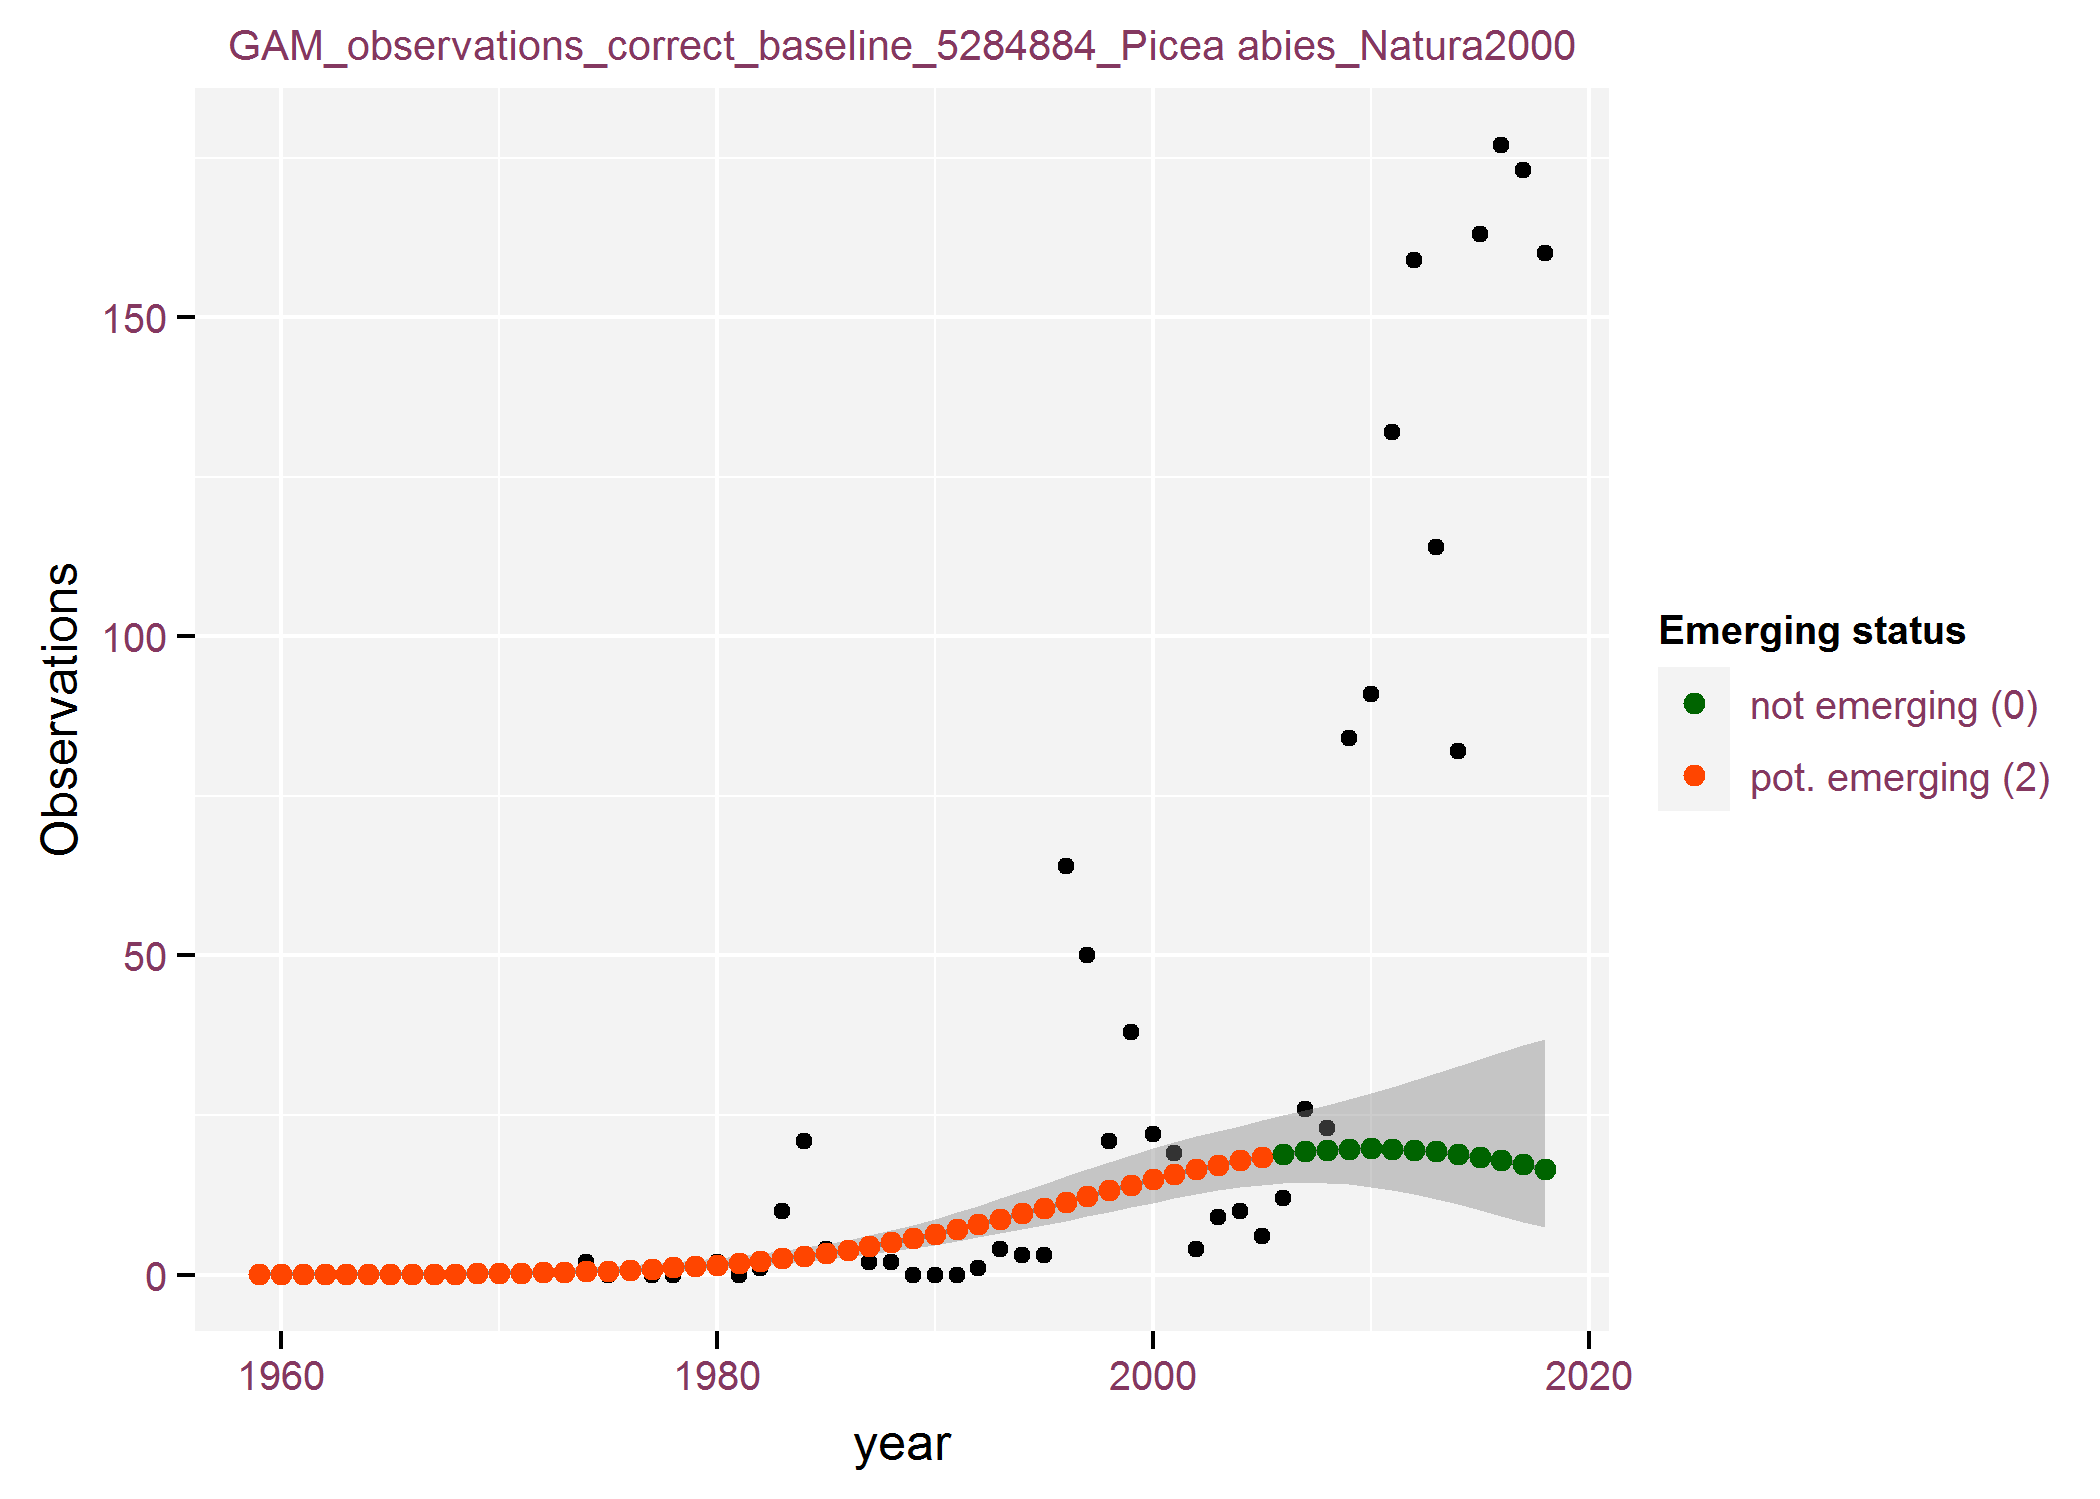 GAM_observations_correct_baseline_5284884_Picea abies_Natura2000
Observations
150
100
50
0
1960
1980
2000
2020
year
Emerging status
not emerging (0)
pot. emerging (2)